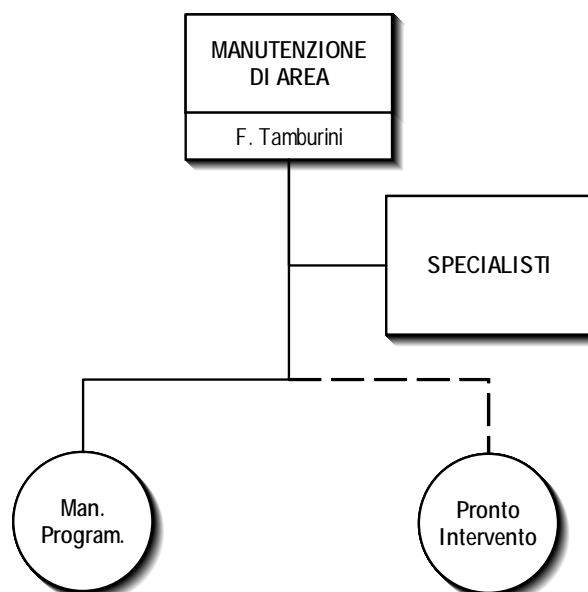 MANUTENZIONE
DI AREA
F. Tamburini
SPECIALISTI
Man.
Program.
Pronto
Intervento